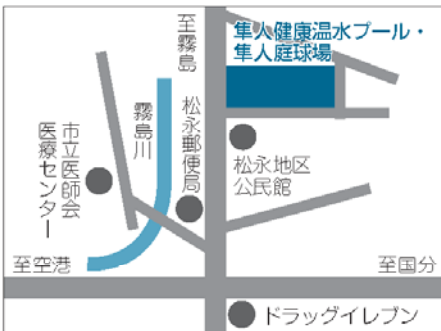 隼人健康温水プール・
隼人庭球場
至霧島
霧島川
松永郵便局
市立医師会
医療センター
松永地区
公民館
至空港
至国分
ドラッグイレブン